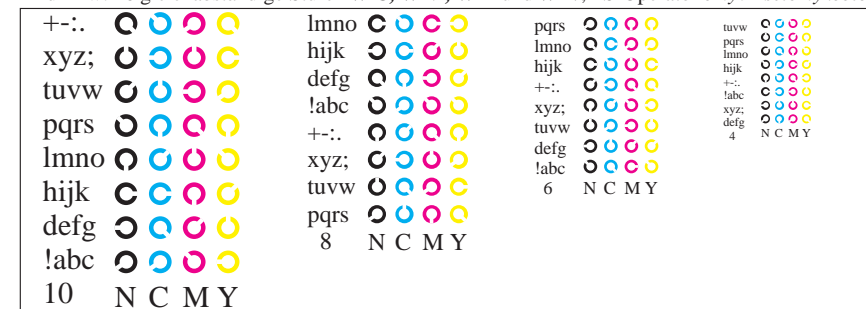 +-:.
xyz;
tuvw
pqrs
lmno
hijk
defg
!abc
10 N C M Y
lmno
hijk
defg
!abc
+-:.
xyz;
tuvw
pqrs
8 N C M Y
pqrs
lmno
hijk
+-:.
xyz;
tuvw
defg
!abc
6 N C M Y
tuvw
pqrs
lmno
hijk
+-:.
!abc
xyz;
defg
4 N C M Y